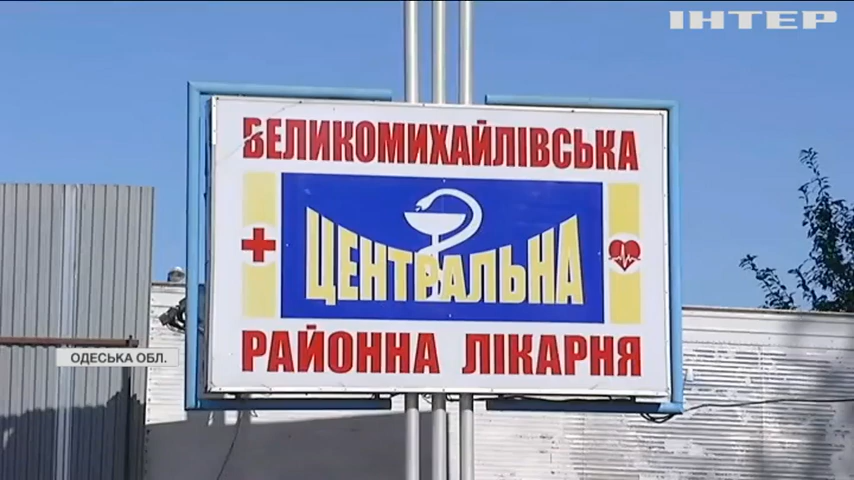 ІНТЕР
ВЕЛИКОМИХАЙЛІВСЬКА
ЦЕНТРАЛЬНА
РАЙОННА ЛІКАРНЯ
ОДЕСЬКА ОБЛ.